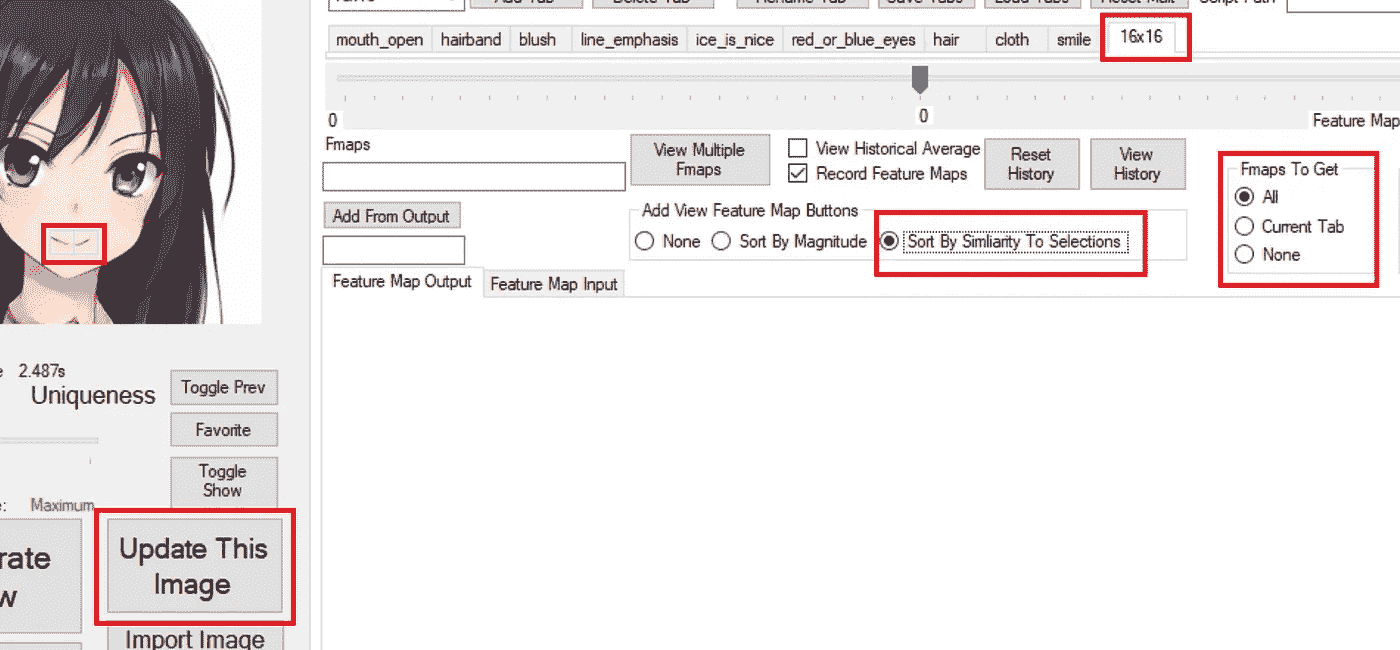 Add Tab Delete Tab Rename Tab Save Tabs Load Tabs Reset Mult Script Path
mouth_open hairband blush line_emphasis ice_is_nice red_or_blue_eyes hair cloth smile 16x16
0 0 Feature Map
Fmaps
View Multiple
Fmaps
View Historical Average
Record Feature Maps
Reset
History
View
History
Fmaps To Get
All
Current Tab
None
Add From Output
Add View Feature Map Buttons
None Sort By Magnitude Sort By Simliarity To Selections
Feature Map Output Feature Map Input
2.487s
Uniqueness
Toggle Prev
Favorite
Toggle
Show
Maximum
rate
w
Update This
Image
Import Image